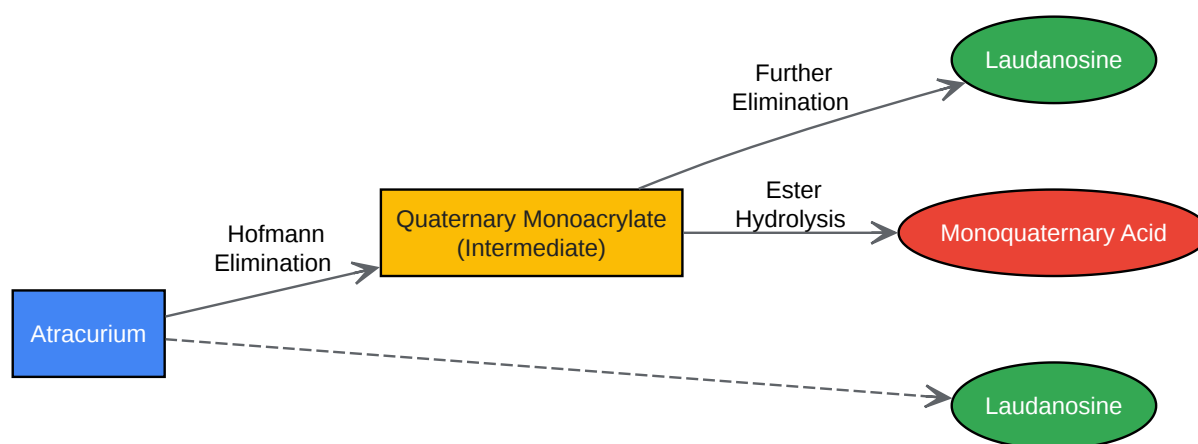 Laudanosine
Further
Elimination
Ester
Hydrolysis
Quaternary Monoacrylate
(Intermediate)
Monoquaternary Acid
Hofmann
Elimination
Atracurium
Laudanosine